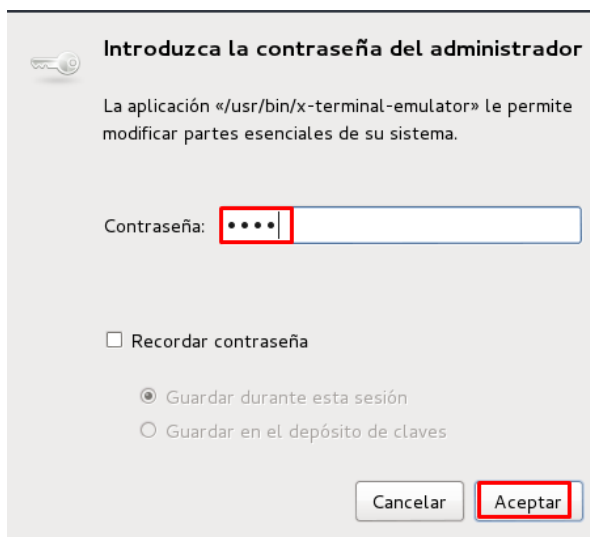 Introduzca la contraseña del administrador
La aplicación «/usr/bin/x-terminal-emulator» le permite
modificar partes esenciales de su sistema.
Contraseña: ••••
Recordar contraseña
Guardar durante esta sesión
Guardar en el depósito de claves
Cancelar Aceptar